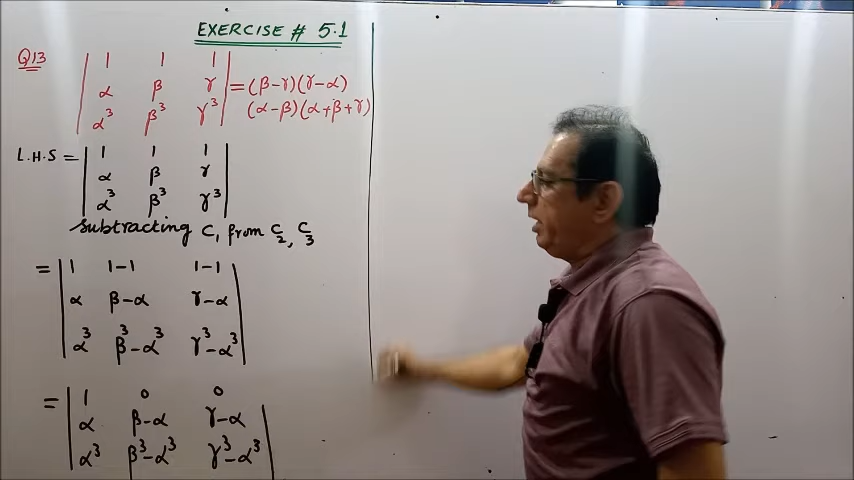 EXERCISE # 5.1
Q13
| 1 1 1 |
| α β γ | = (β-γ)(γ-α)
| α³ β³ γ³ | (α-β)(α+β+γ)
L.H.S = | 1 1 1 |
| α β γ |
| α³ β³ γ³ |
Subtracting C₁ from C₂, C₃
= | 1 1-1 1-1 |
| α β-α γ-α |
| α³ β³-α³ γ³-α³ |
= | 1 0 0 |
| α β-α γ-α |
| α³ β³-α³ γ³-α³ |